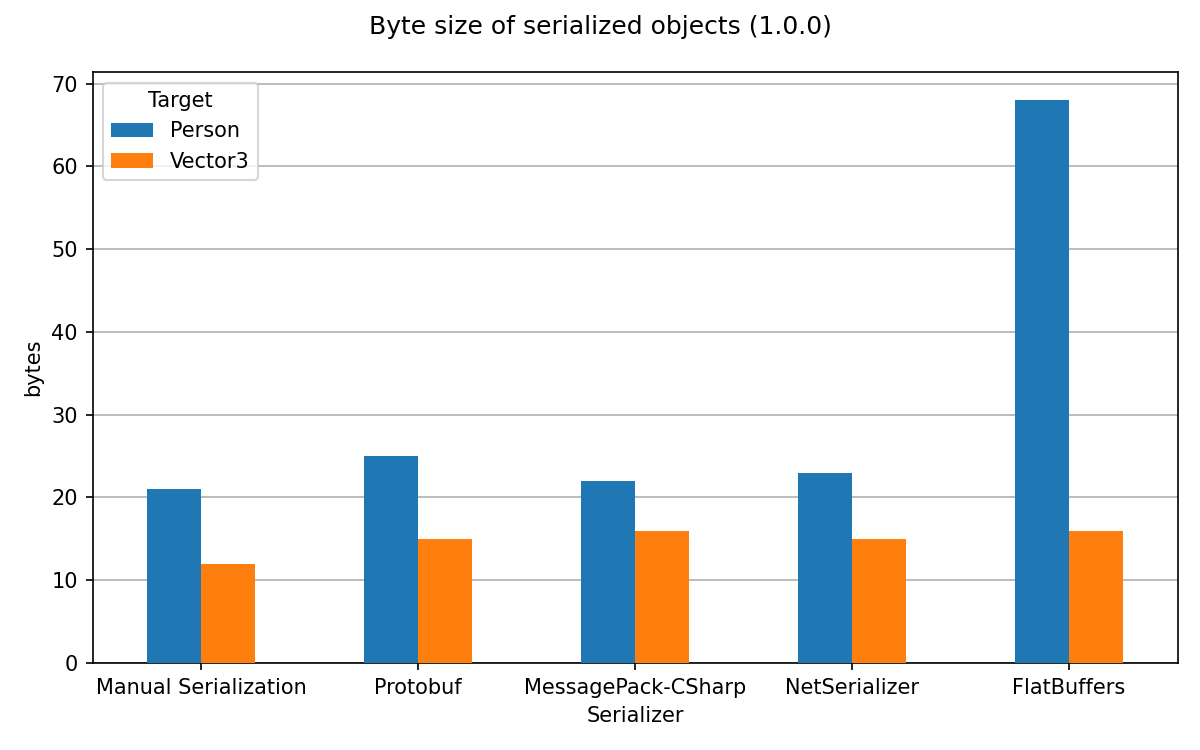 Byte size of serialized objects (1.0.0)
70
60
50
40
30
20
10
0
bytes
Target
Person
Vector3
Manual Serialization
Protobuf
MessagePack-CSharp
NetSerializer
FlatBuffers
Serializer